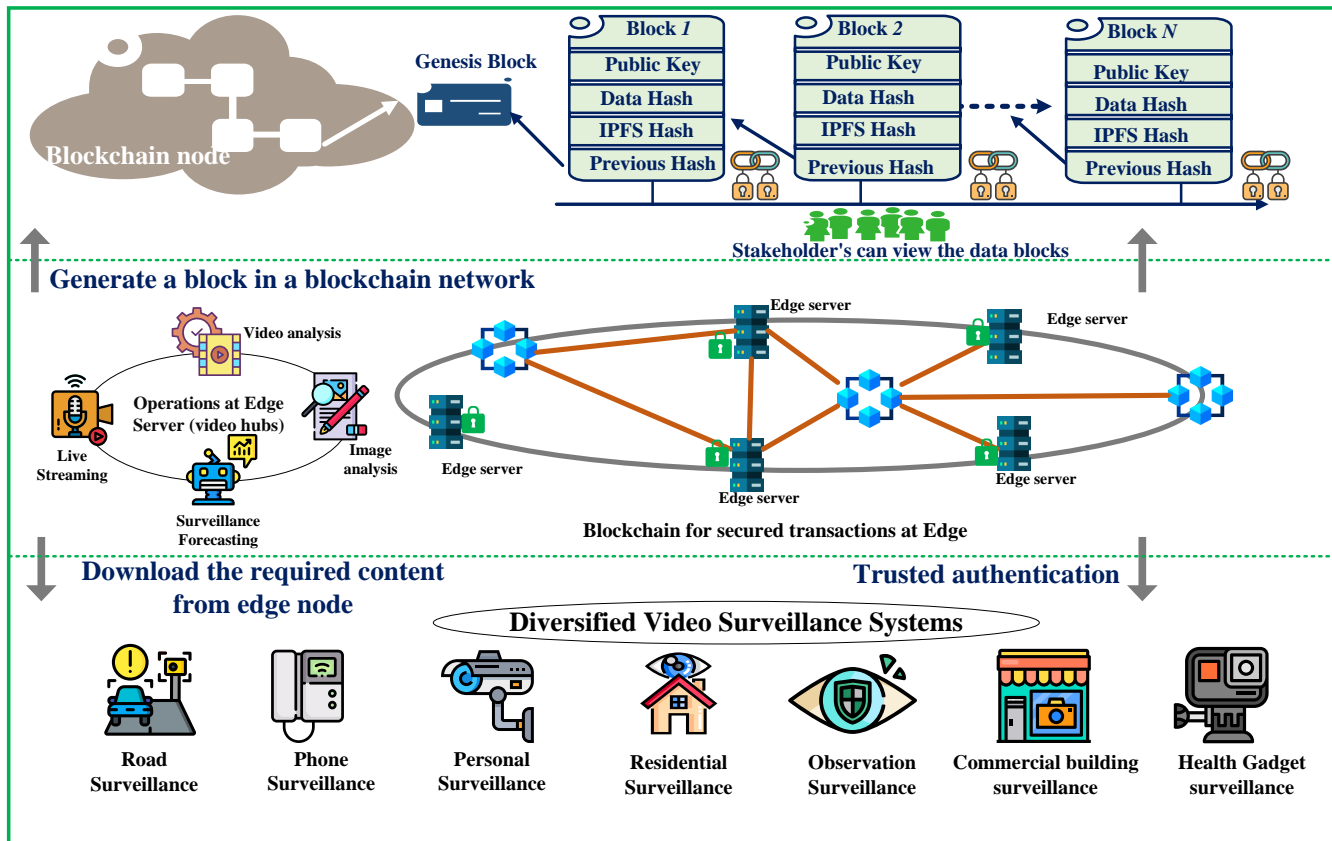 Block 1
Public Key
Data Hash
IPFS Hash
Previous Hash
Block 2
Public Key
Data Hash
IPFS Hash
Previous Hash
Block N
Public Key
Data Hash
IPFS Hash
Previous Hash
Genesis Block
Blockchain node
Stakeholder's can view the data blocks
Generate a block in a blockchain network
Video analysis
Operations at Edge
Server (video hubs)
Live
Streaming
Image
analysis
Surveillance
Forecasting
Edge server
Edge server
Edge server
Edge server
Edge server
Blockchain for secured transactions at Edge
Download the required content
from edge node
Trusted authentication
Diversified Video Surveillance Systems
Road
Surveillance
Phone
Surveillance
Personal
Surveillance
Residential
Surveillance
Observation
Surveillance
Commercial building
surveillance
Health Gadget
surveillance